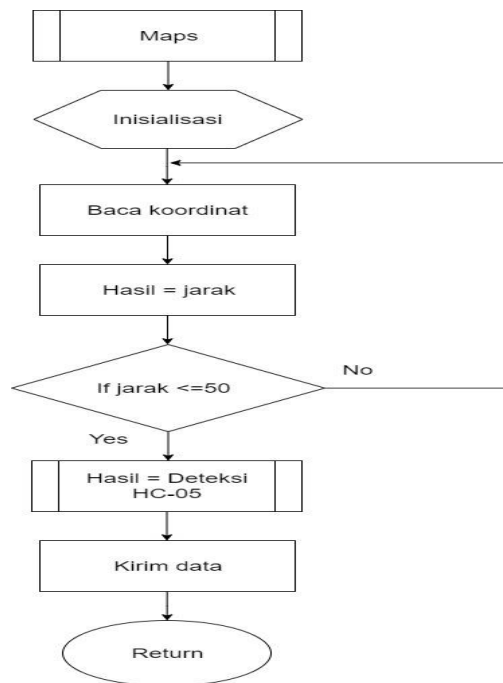 Maps
Inisialisasi
Baca koordinat
Hasil = jarak
If jarak <=50
No
Yes
Hasil = Deteksi
HC-05
Kirim data
Return